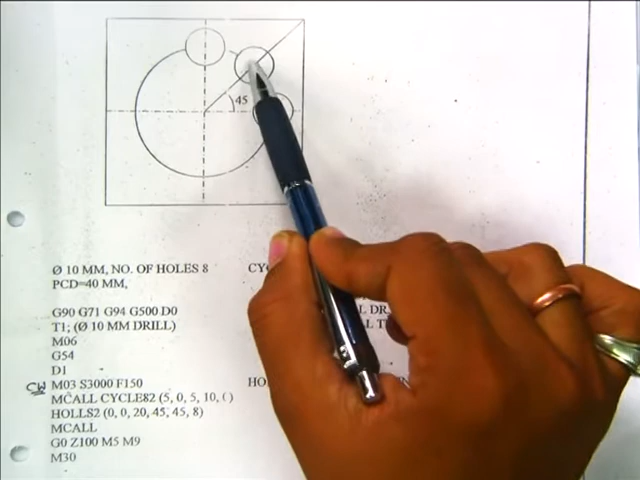 45
Ø 10 MM, NO. OF HOLES 8
PCD=40 MM,
G90 G71 G94 G500 D0
T1; (Ø 10 MM DRILL)
M06
G54
D1
M03 S3000 F150
MCALL CYCLE82 (5, 0, 5, 10, ( )
HOLLS2 (0, 0, 20, 45, 45, 8)
MCALL
G0 Z100 M5 M9
M30